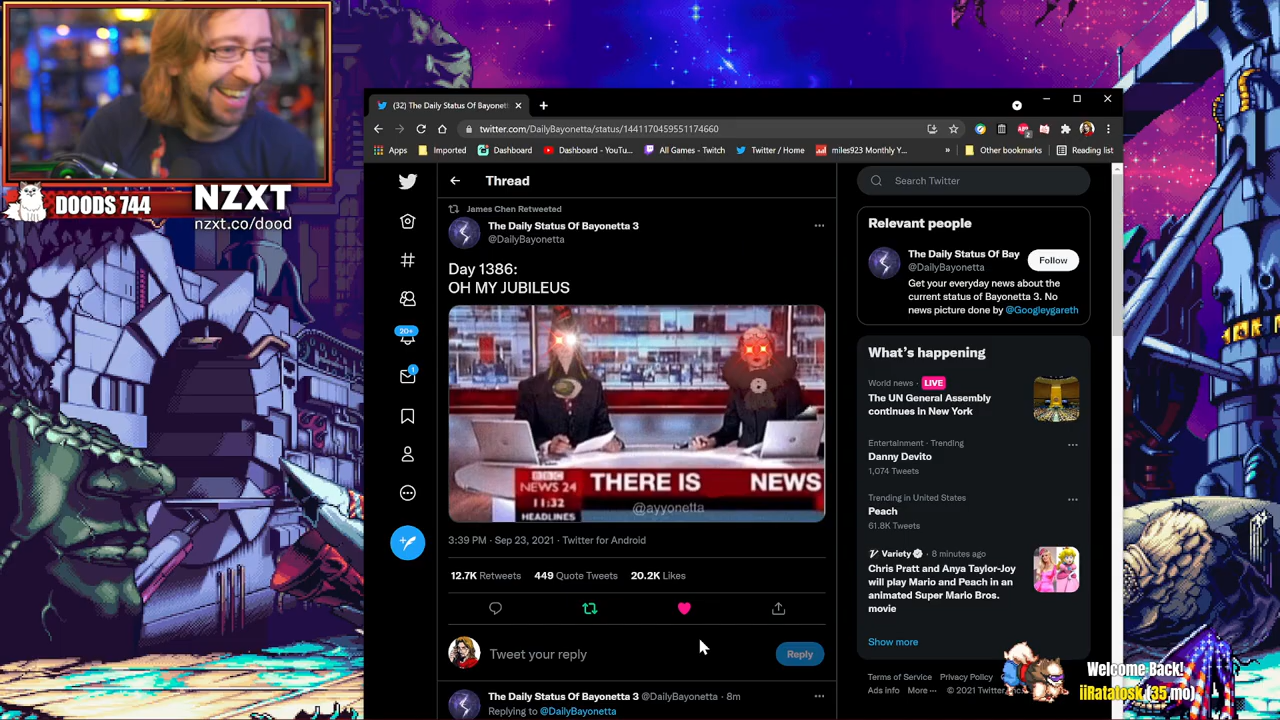 (32) The Daily Status Of Bayonett
twitter.com/DailyBayonetta/status/1441170459551174660
Apps
Imported
Dashboard
Dashboard - YouTu...
All Games - Twitch
Twitter / Home
miles923 Monthly Y...
»
Other bookmarks
Reading list
DOODS 744
NZXT
nzxt.co/dood
20+
1
Thread
James Chen Retweeted
The Daily Status Of Bayonetta 3
@DailyBayonetta
Day 1386:
OH MY JUBILEUS
BBC
NEWS 24
11:32
HEADLINES
THERE IS NEWS
@ayyonetta
3:39 PM · Sep 23, 2021 · Twitter for Android
12.7K Retweets 449 Quote Tweets 20.2K Likes
Tweet your reply
Reply
The Daily Status Of Bayonetta 3 @DailyBayonetta · 8m
Replying to @DailyBayonetta
Search Twitter
Relevant people
The Daily Status Of Bay
@DailyBayonetta
Follow
Get your everyday news about the
current status of Bayonetta 3. No
news picture done by @Googleygareth
What's happening
World news · LIVE
The UN General Assembly
continues in New York
Entertainment · Trending
Danny Devito
1,074 Tweets
Trending in United States
Peach
61.8K Tweets
Variety · 8 minutes ago
Chris Pratt and Anya Taylor-Joy
will play Mario and Peach in an
animated Super Mario Bros.
movie
Show more
Terms of Service Privacy Policy
Ads info More ··· © 2021 Twitter,
Welcome Back!
iiRatatosk (35 mo)